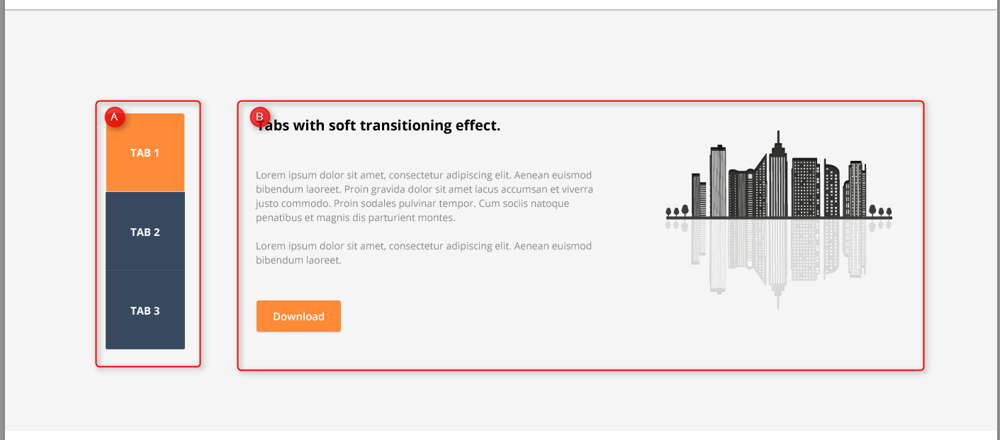 A
TAB 1
TAB 2
TAB 3
B
Tabs with soft transitioning effect.
Lorem ipsum dolor sit amet, consectetur adipiscing elit. Aenean euismod
bibendum laoreet. Proin gravida dolor sit amet lacus accumsan et viverra
justo commodo. Proin sodales pulvinar tempor. Cum sociis natoque
penatibus et magnis dis parturient montes.
Lorem ipsum dolor sit amet, consectetur adipiscing elit. Aenean euismod
bibendum laoreet.
Download